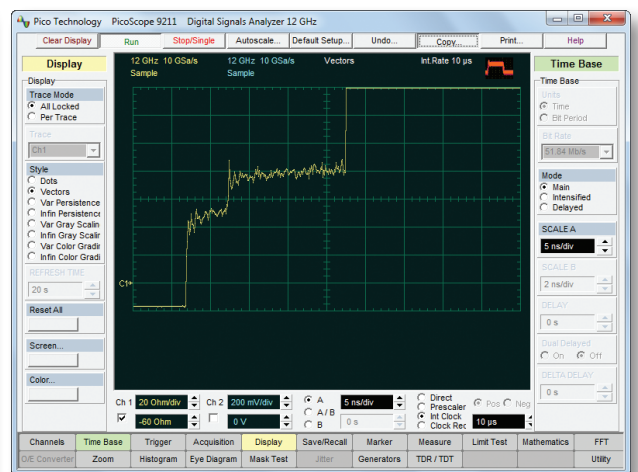 Pico Technology PicoScope 9211 Digital Signals Analyzer 12 GHz
Clear Display Run Stop/Single Autoscale... Default Setup... Undo... Copy... Print... Help
Display
Display
Trace Mode
All Locked
Per Trace
Trace
Ch1
Style
Dots
Vectors
Var Persistence
Infin Persistence
Var Gray Scalin
Infin Gray Scalin
Var Color Gradir
Infin Color Gradi
REFRESH TIME
20 s
Reset All
Screen...
Color...
12 GHz 10 GSa/s 12 GHz 10 GSa/s Vectors Int.Rate 10 µs
Sample Sample
C1
Time Base
Time Base
Units
Time
Bit Period
Bit Rate
51.84 Mb/s
Mode
Main
Intensified
Delayed
SCALE A
5 ns/div
SCALE B
2 ns/div
DELAY
0 s
Dual Delayed
On Off
DELTA-DELAY
0 s
Ch 1 20 Ohm/div Ch 2 200 mV/div A 5 ns/div Direct Pos Neg
A / B Prescaler
-60 Ohm 0 V B 0 s Int Clock 10 µs
Clock Rec
Channels Time Base Trigger Acquisition Display Save/Recall Marker Measure Limit Test Mathematics FFT
O/E Converter Zoom Histogram Eye Diagram Mask Test Jitter Generators TDR / TDT Utility